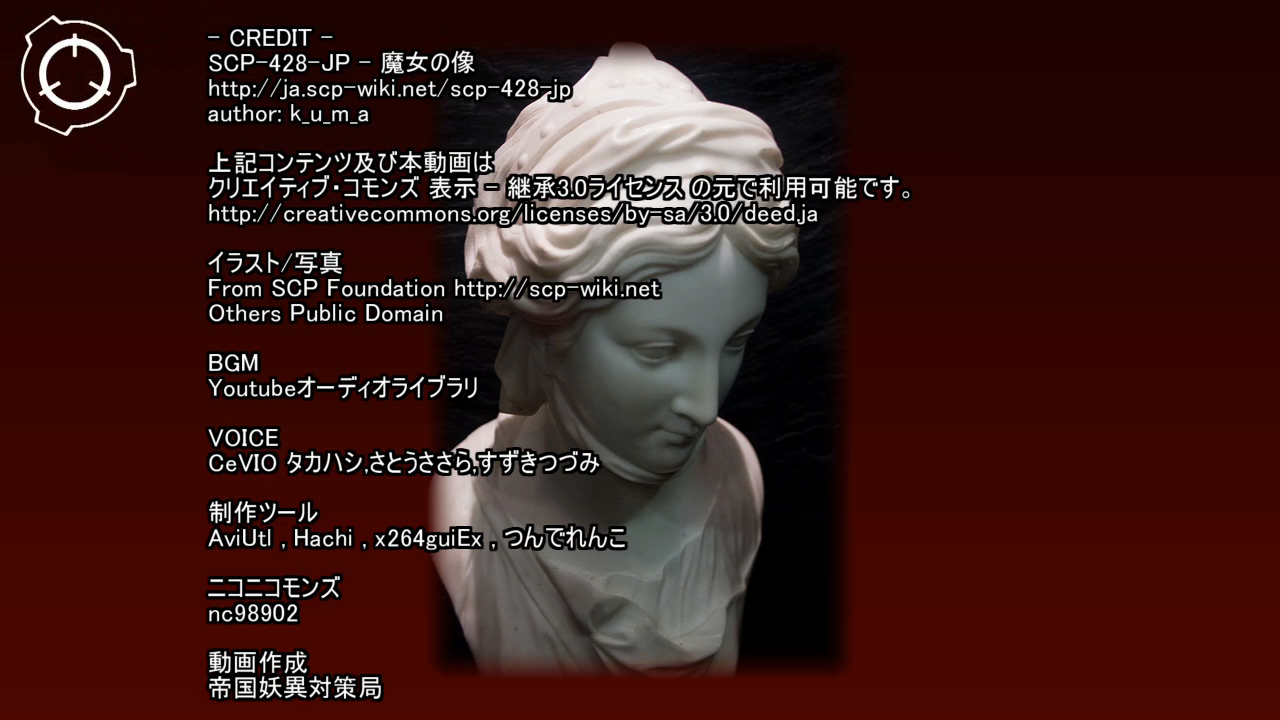 - CREDIT -
SCP-428-JP - 魔女の像
http://ja.scp-wiki.net/scp-428-jp
author: k_u_m_a
上記コンテンツ及び本動画は
クリエイティブ・コモンズ 表示 - 継承3.0ライセンス の元で利用可能です。
http://creativecommons.org/licenses/by-sa/3.0/deed.ja
イラスト/写真
From SCP Foundation http://scp-wiki.net
Others Public Domain
BGM
Youtubeオーディオライブラリ
VOICE
CeVIO タカハシ,さとうささら,すずきつづみ
制作ツール
AviUtl , Hachi , x264guiEx , つんでれんこ
ニコニコモンズ
nc98902
動画作成
帝国妖異対策局